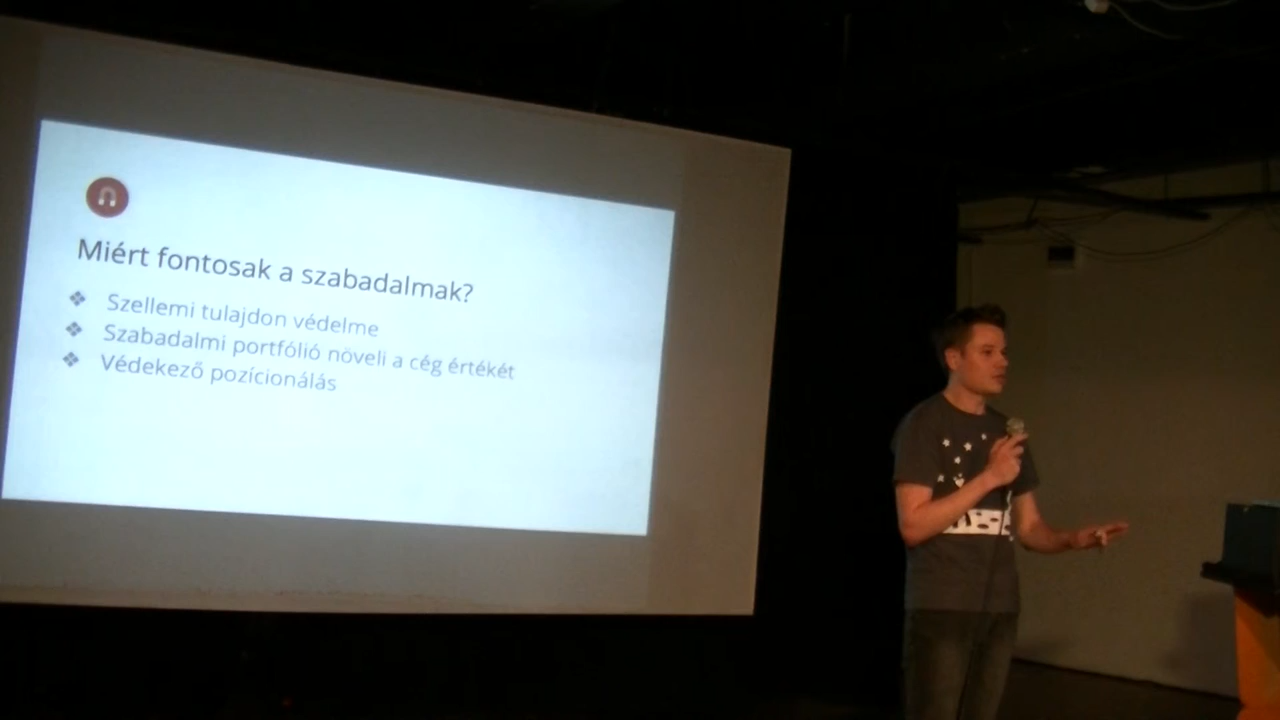 Miért fontosak a szabadalmak?
Szellemi tulajdon védelme
Szabadalmi portfólió növeli a cég értékét
Védekező pozícionálás